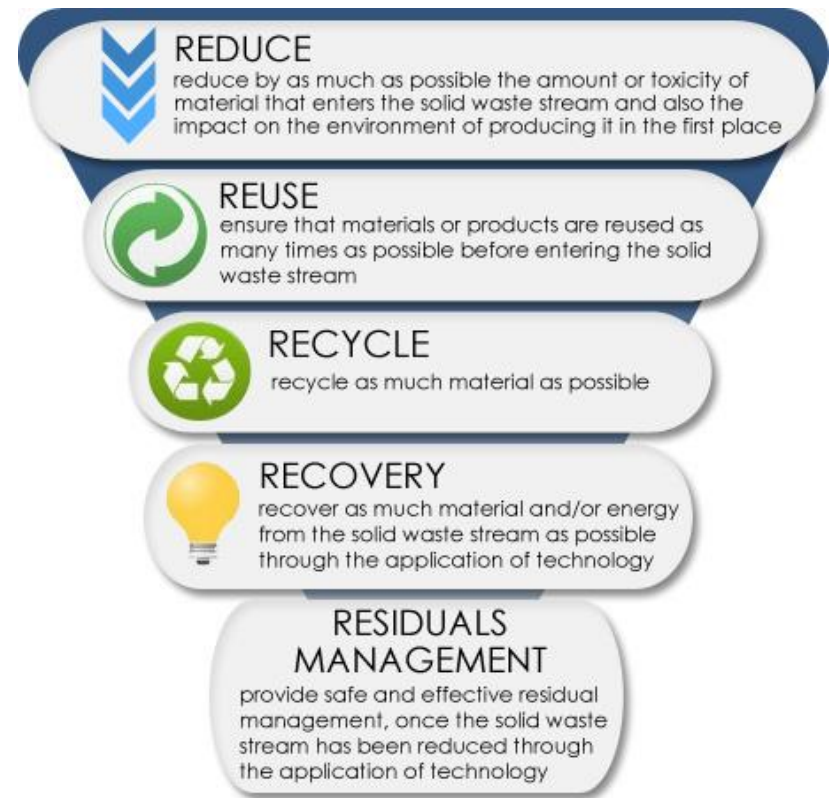 REDUCE
reduce by as much as possible the amount or toxicity of
material that enters the solid waste stream and also the
impact on the environment of producing it in the first place
REUSE
ensure that materials or products are reused as
many times as possible before entering the solid
waste stream
RECYCLE
recycle as much material as possible
RECOVERY
recover as much material and/or energy
from the solid waste stream as possible
through the application of technology
RESIDUALS
MANAGEMENT
provide safe and effective residual
management, once the solid waste
stream has been reduced through
the application of technology